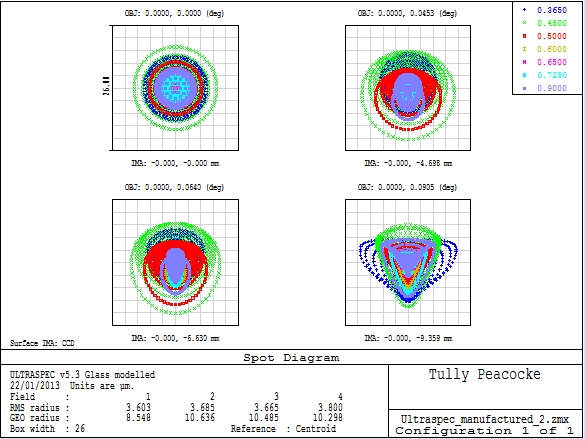 OBJ: 0.0000, 0.0000 (deg)
OBJ: 0.0000, 0.0453 (deg)
0.3650
0.4500
0.5000
0.6000
0.6500
0.7280
0.9000
IMA: -0.000, -0.000 mm
IMA: -0.000, -4.698 mm
OBJ: 0.0000, 0.0640 (deg)
OBJ: 0.0000, 0.0905 (deg)
IMA: -0.000, -6.630 mm
IMA: -0.000, -9.359 mm
Surface IMA: CCD
Spot Diagram
ULTRASPEC v5.3 Glass modelled
22/01/2013 Units are µm.
Field : 1 2 3 4
RMS radius : 3.603 3.685 3.665 3.800
GEO radius : 8.548 10.636 10.485 10.298
Box width : 26 Reference : Centroid
Tully Peacocke
Ultraspec_manufactured_2.zmx
Configuration 1 of 1